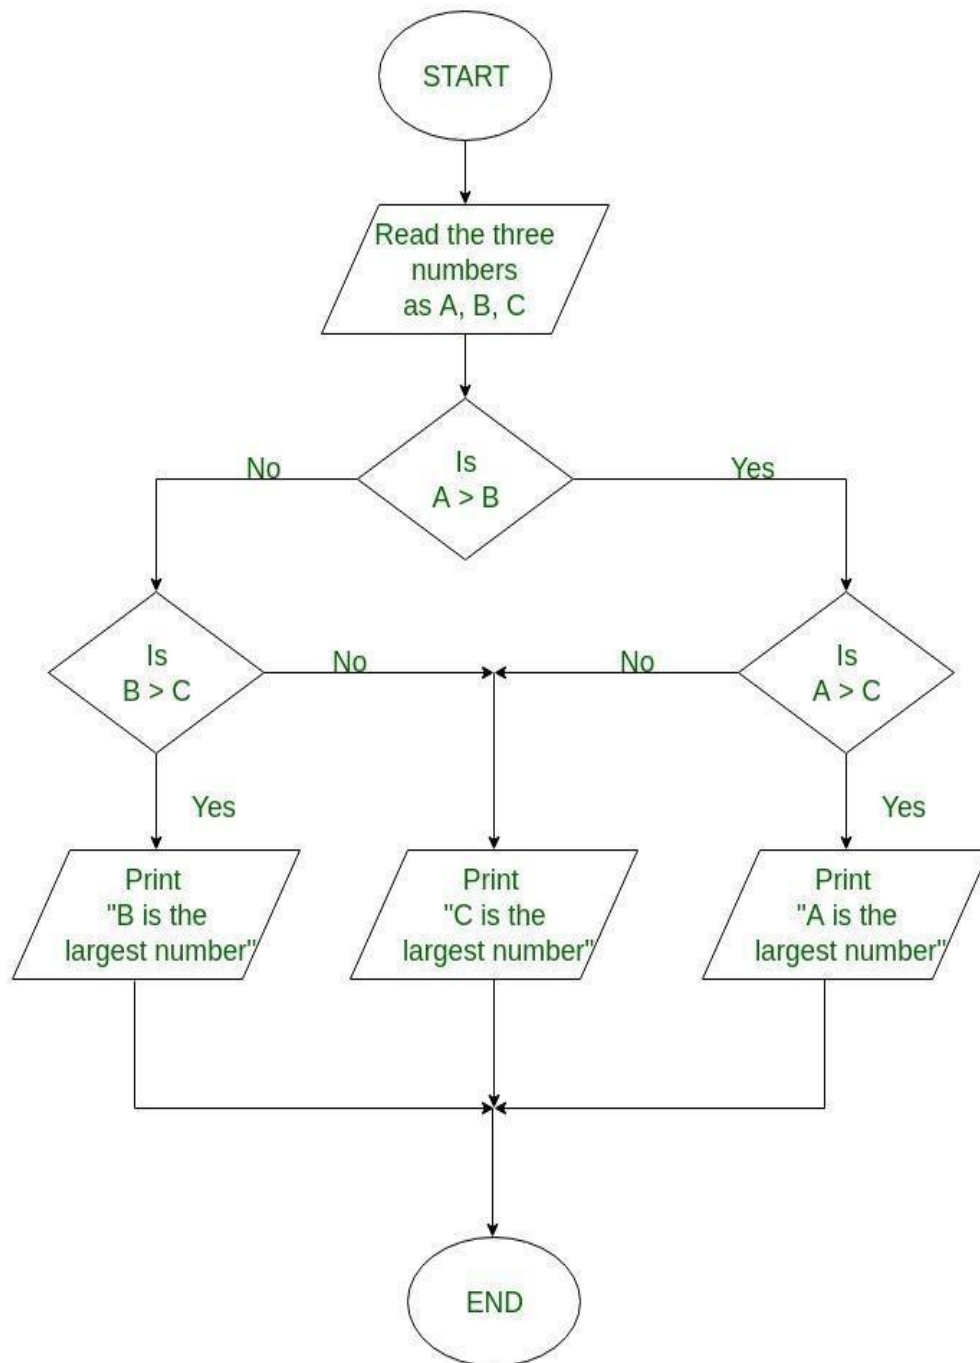 START
Read the three
numbers
as A, B, C
Is
A > B
No
Yes
Is
B > C
No
No
Is
A > C
Yes
Yes
Print
"B is the
largest number"
Print
"C is the
largest number"
Print
"A is the
largest number"
END